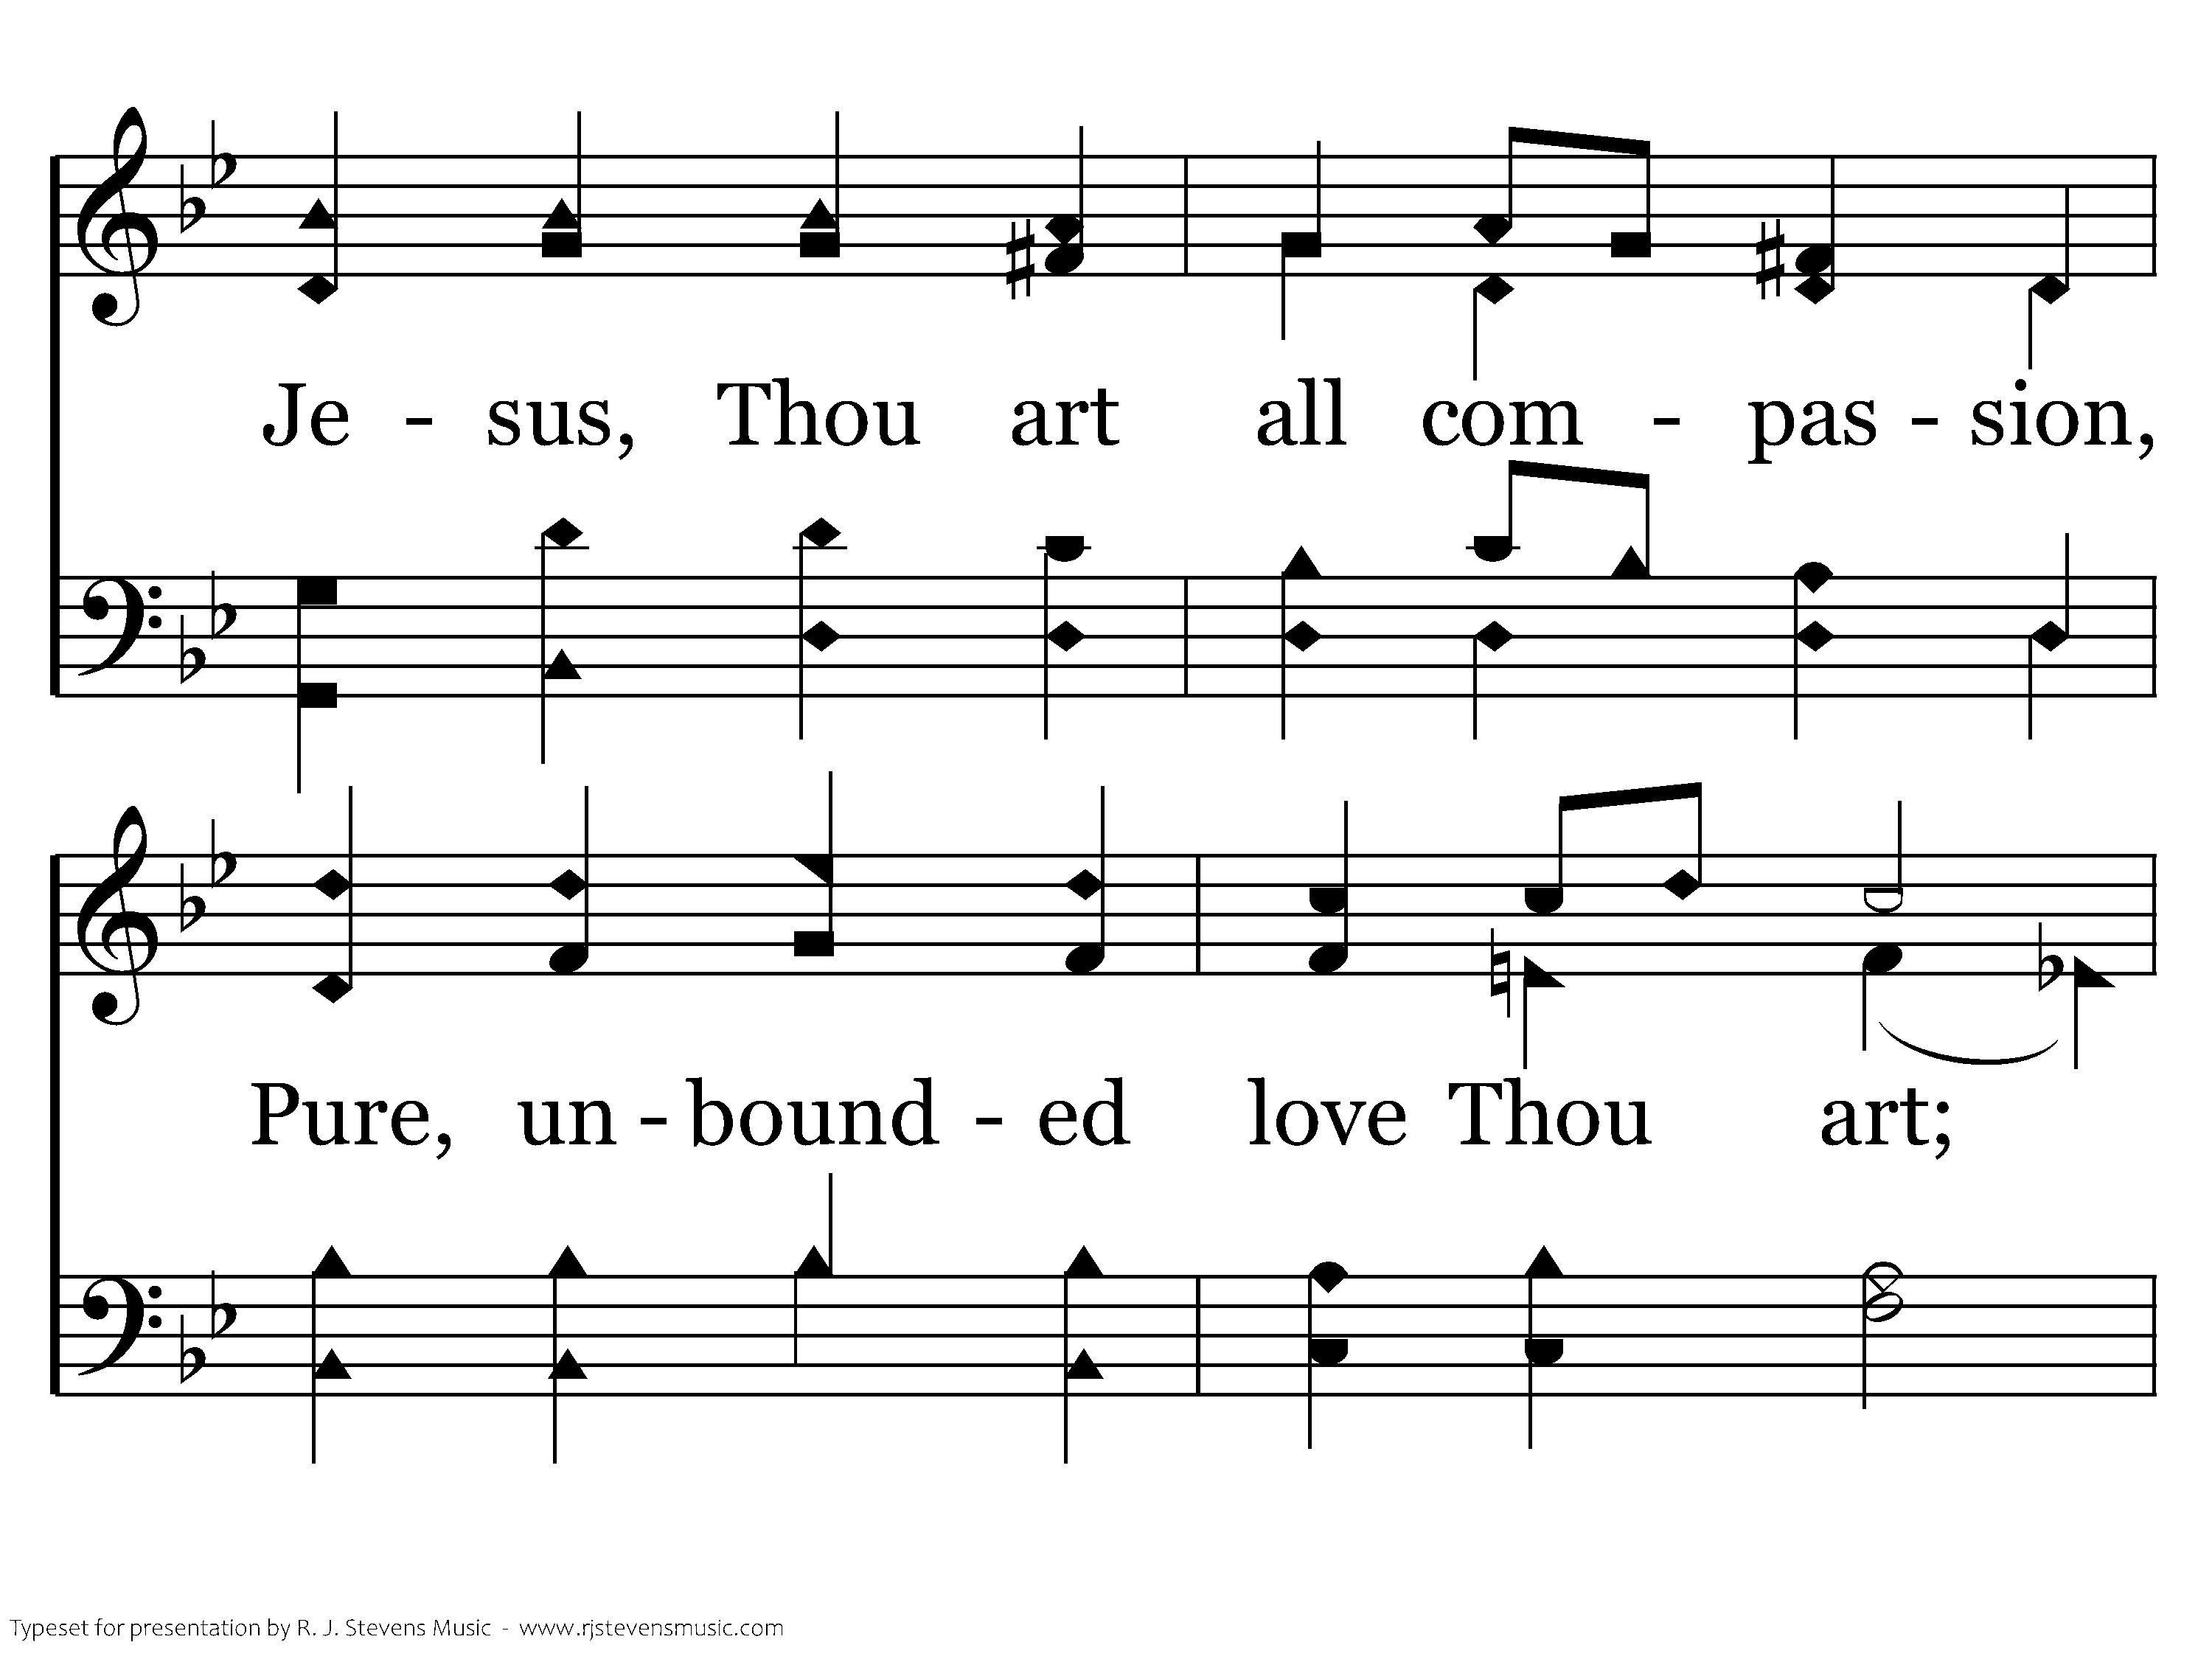 Je - sus, Thou art all com - pas - sion,
Pure, un - bound - ed love Thou art;
Typeset for presentation by R. J. Stevens Music - www.rjstevensmusic.com